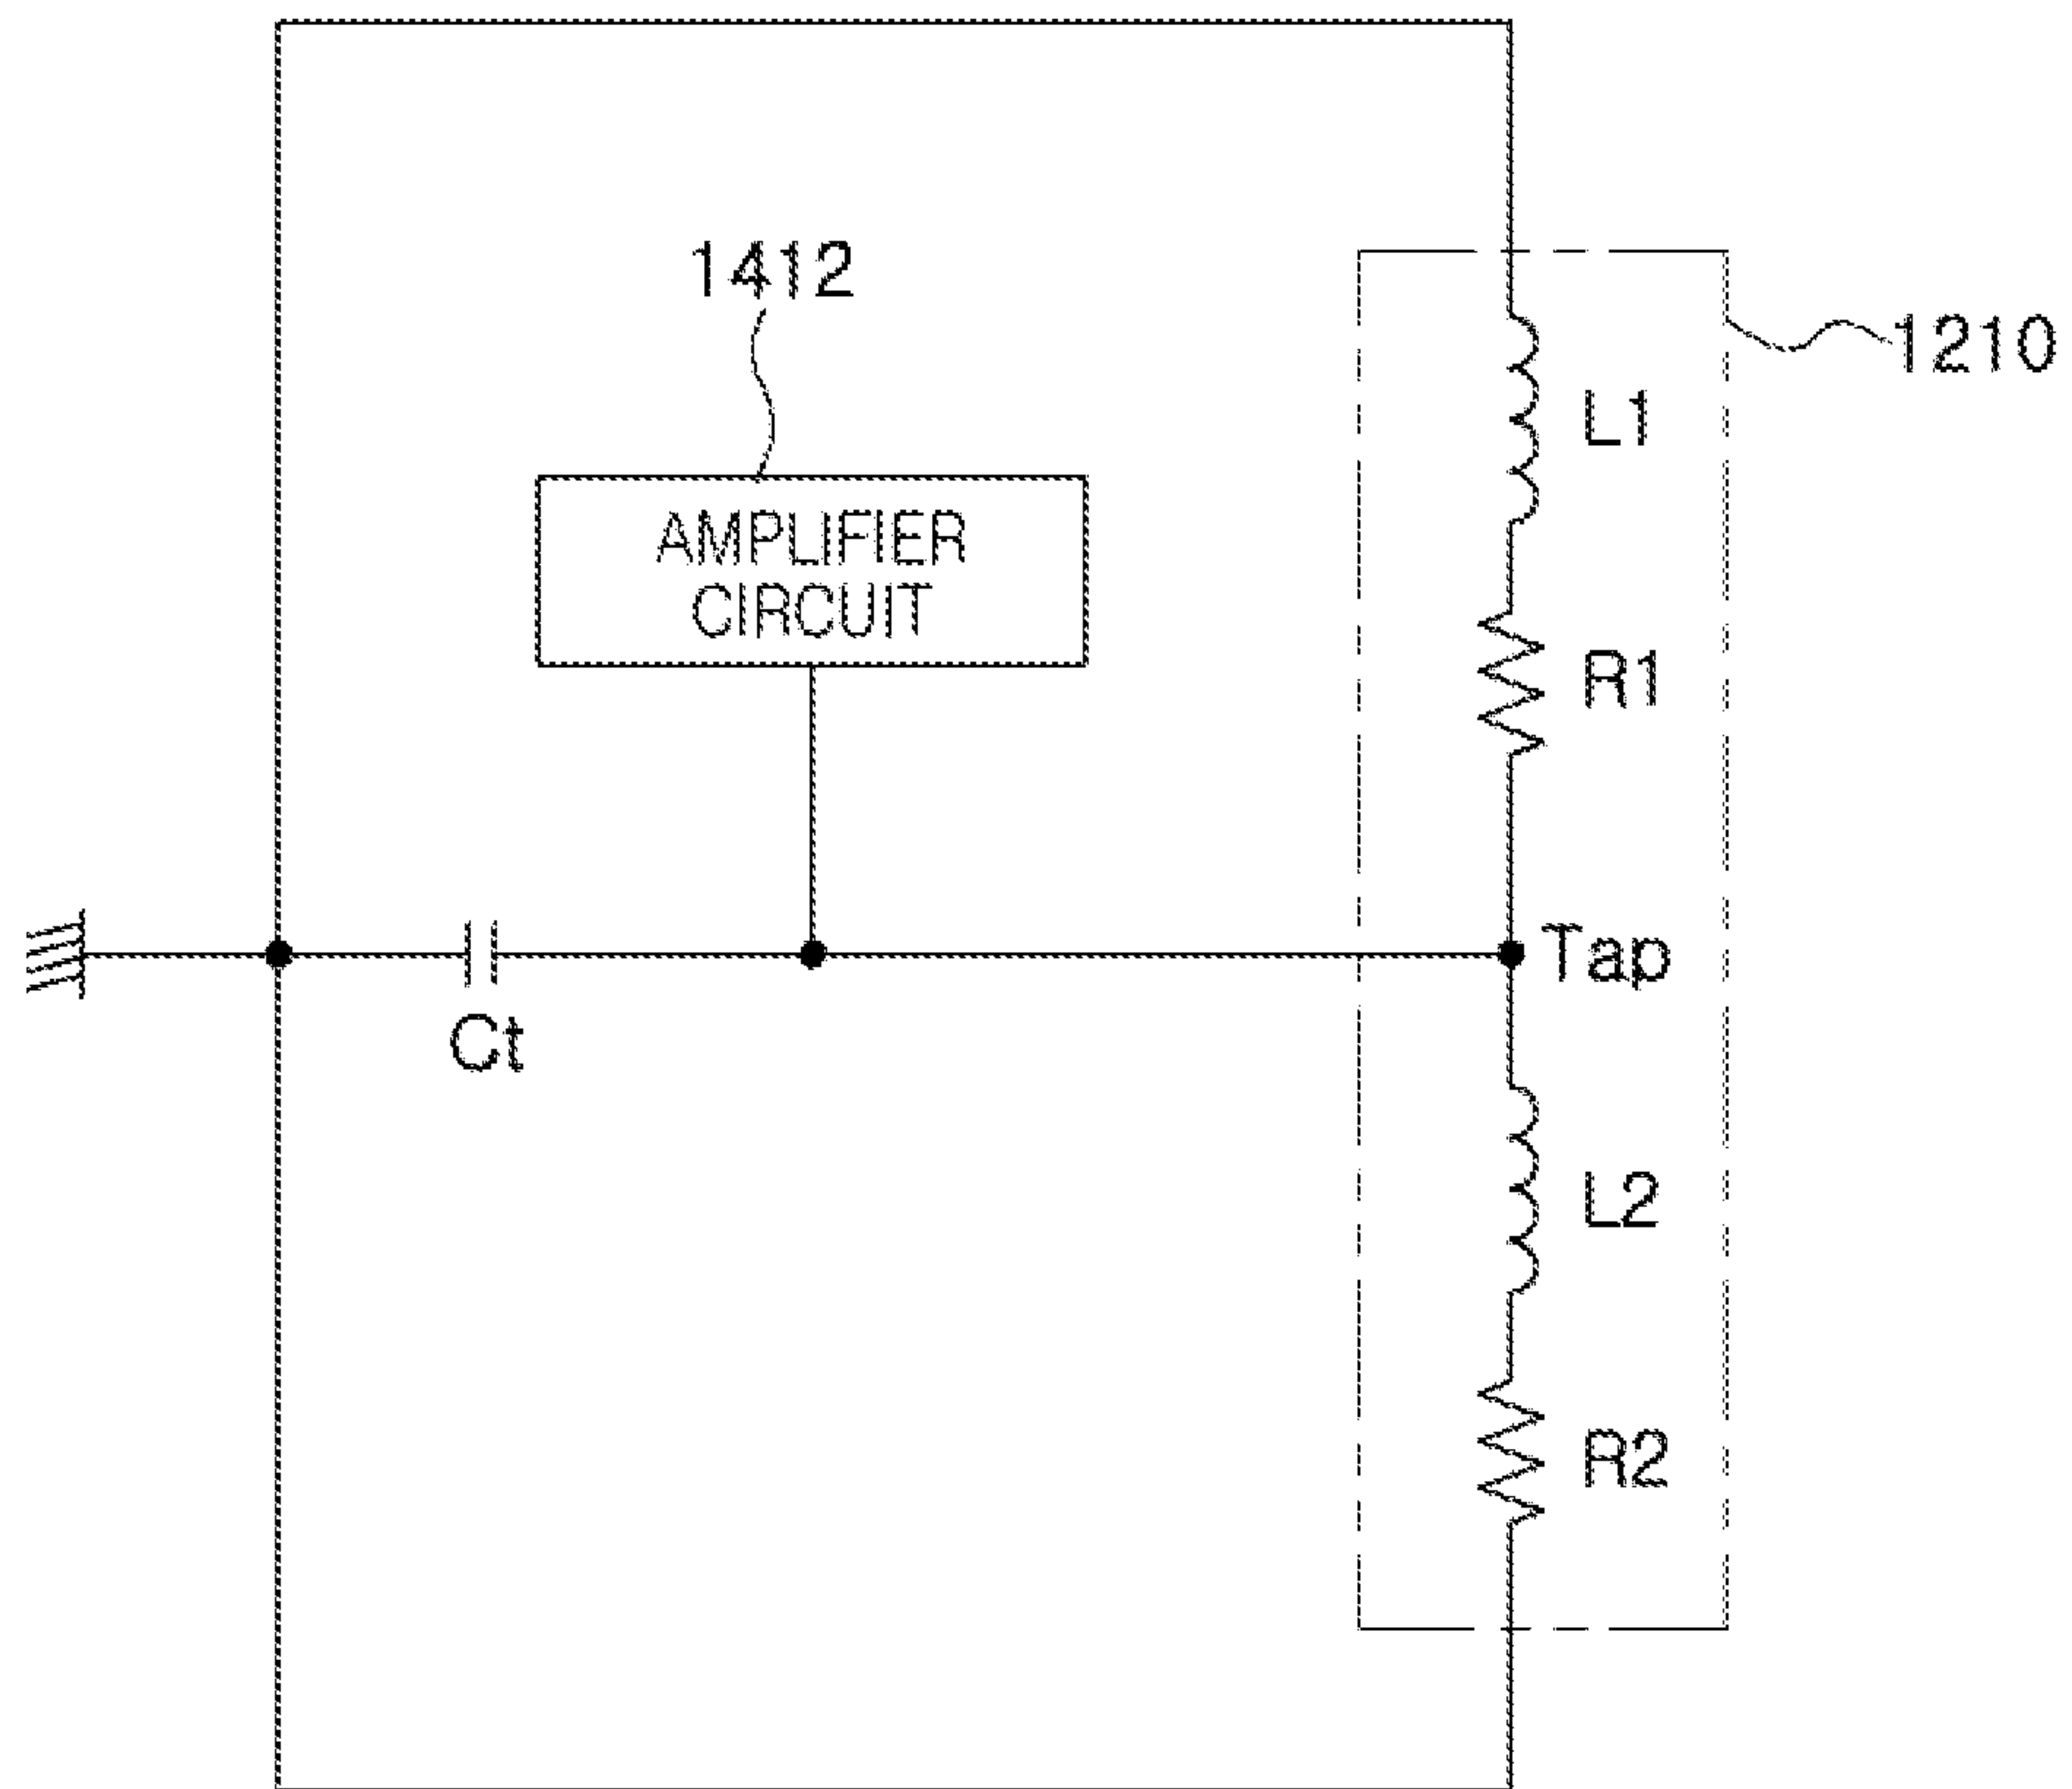 1412
1210
L1
AMPLIFIER
CIRCUIT
R1
Tap
Ct
L2
R2